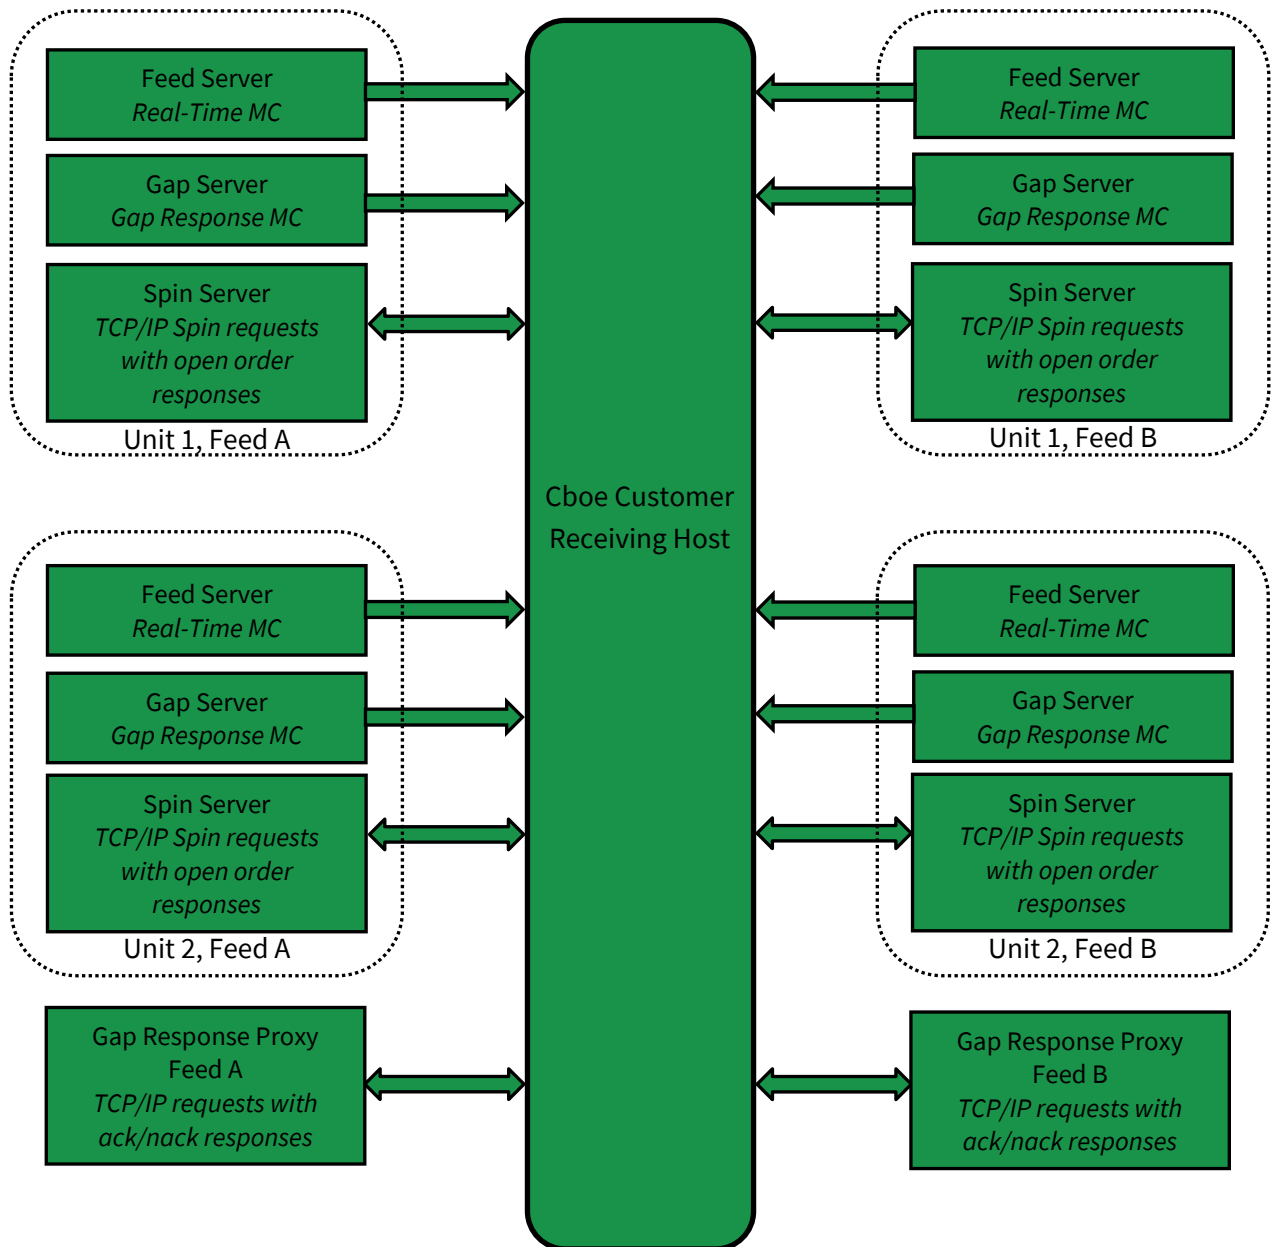 Feed Server
Real-Time MC
Gap Server
Gap Response MC
Spin Server
TCP/IP Spin requests
with open order
responses
Unit 1, Feed A
Feed Server
Real-Time MC
Gap Server
Gap Response MC
Spin Server
TCP/IP Spin requests
with open order
responses
Unit 1, Feed B
Cboe Customer
Receiving Host
Feed Server
Real-Time MC
Gap Server
Gap Response MC
Spin Server
TCP/IP Spin requests
with open order
responses
Unit 2, Feed A
Feed Server
Real-Time MC
Gap Server
Gap Response MC
Spin Server
TCP/IP Spin requests
with open order
responses
Unit 2, Feed B
Gap Response Proxy
Feed A
TCP/IP requests with
ack/nack responses
Gap Response Proxy
Feed B
TCP/IP requests with
ack/nack responses